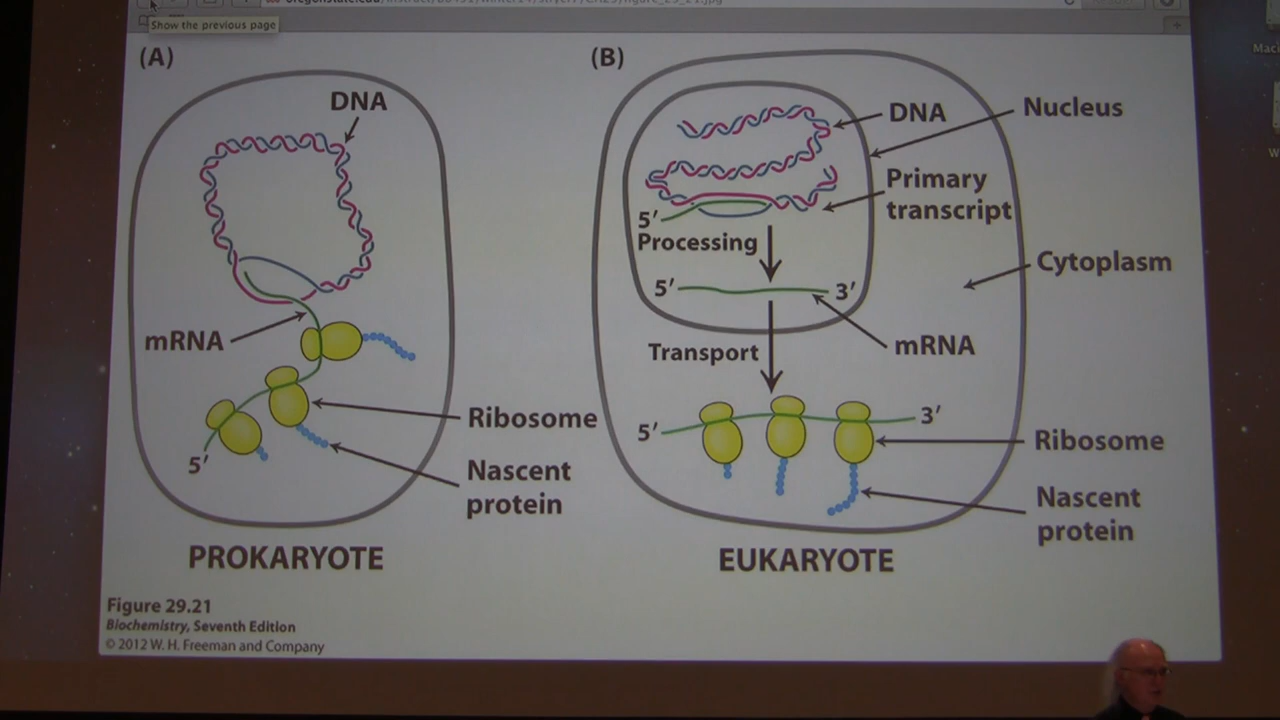 Show the previous page
(A)
DNA
mRNA
5′
Ribosome
Nascent
protein
PROKARYOTE
(B)
DNA
Nucleus
Primary
transcript
5′
Processing
5′
3′
Cytoplasm
mRNA
Transport
5′
3′
Ribosome
Nascent
protein
EUKARYOTE
Figure 29.21
Biochemistry, Seventh Edition
© 2012 W. H. Freeman and Company